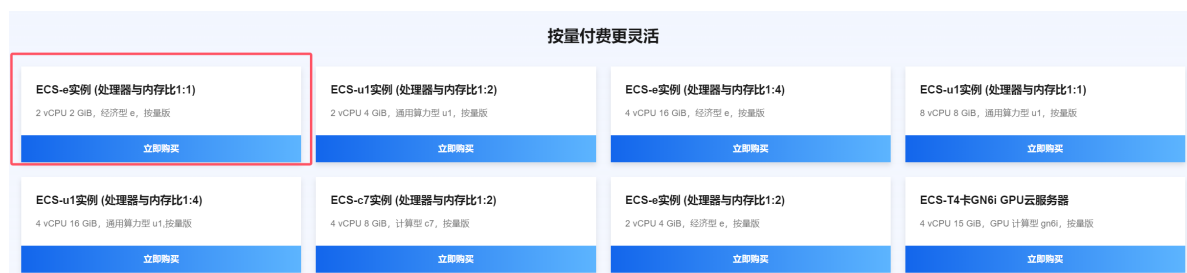 按量付费更灵活
ECS-e实例 (处理器与内存比1:1)
2 vCPU 2 GiB，经济型 e，按量版
立即购买
ECS-u1实例 (处理器与内存比1:2)
2 vCPU 4 GiB，通用算力型 u1，按量版
立即购买
ECS-e实例 (处理器与内存比1:4)
4 vCPU 16 GiB，经济型 e，按量版
立即购买
ECS-u1实例 (处理器与内存比1:1)
8 vCPU 8 GiB，通用算力型 u1，按量版
立即购买
ECS-u1实例 (处理器与内存比1:4)
4 vCPU 16 GiB，通用算力型 u1,按量版
立即购买
ECS-c7实例 (处理器与内存比1:2)
4 vCPU 8 GiB，计算型 c7，按量版
立即购买
ECS-e实例 (处理器与内存比1:2)
2 vCPU 4 GiB，经济型 e，按量版
立即购买
ECS-T4卡GN6i GPU云服务器
4 vCPU 15 GiB，GPU 计算型 gn6i，按量版
立即购买